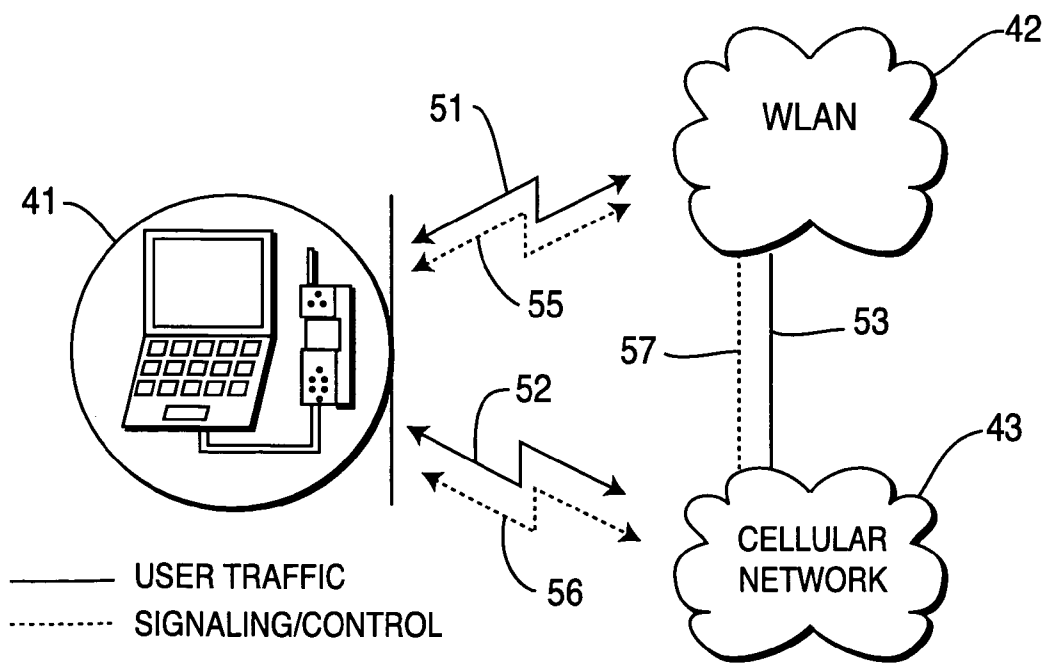 42
WLAN
51
41
55
53
57
52
43
CELLULAR
NETWORK
56
USER TRAFFIC
SIGNALING/CONTROL